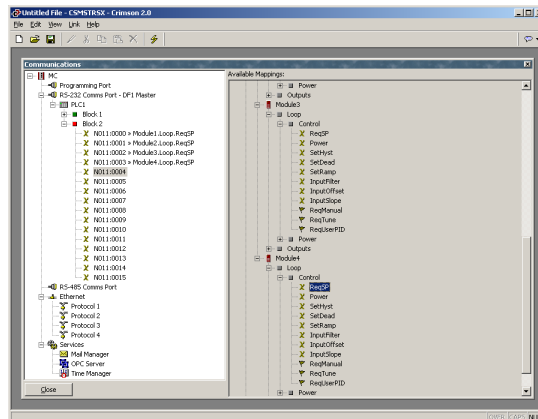 Untitled File - CSMSTRSX - Crimson 2.0
File Edit View Link Help
Communications
MC
Programming Port
RS-232 Comms Port - DF1 Master
PLC1
Block 1
Block 2
N011:0000 » Module1.Loop.ReqSP
N011:0001 » Module2.Loop.ReqSP
N011:0002 » Module3.Loop.ReqSP
N011:0003 » Module4.Loop.ReqSP
N011:0004
N011:0005
N011:0006
N011:0007
N011:0008
N011:0009
N011:0010
N011:0011
N011:0012
N011:0013
N011:0014
N011:0015
RS-485 Comms Port
Ethernet
Protocol 1
Protocol 2
Protocol 3
Protocol 4
Services
Mail Manager
OPC Server
Time Manager
Close
Available Mappings:
Power
Outputs
Module3
Loop
Control
ReqSP
Power
SetHyst
SetDead
SetRamp
InputFilter
InputOffset
InputSlope
ReqManual
ReqTune
ReqUserPID
Power
Outputs
Module4
Loop
Control
ReqSP
Power
SetHyst
SetDead
SetRamp
InputFilter
InputOffset
InputSlope
ReqManual
ReqTune
ReqUserPID
Power
OVER CAPS NU